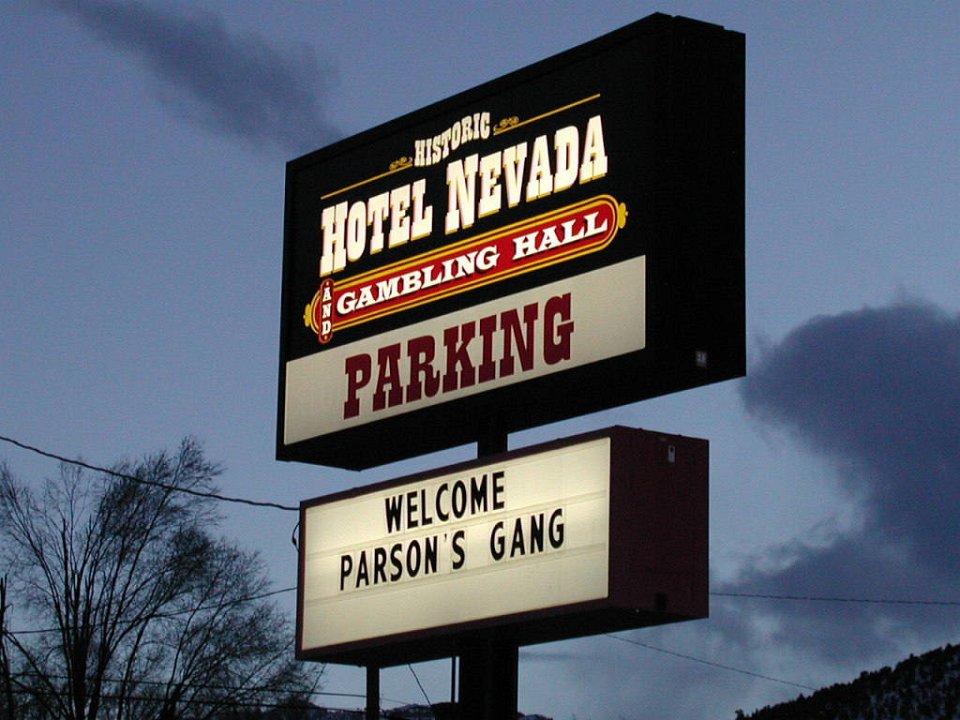 HISTORIC
HOTEL NEVADA
AND
GAMBLING HALL
PARKING
WELCOME
PARSON'S GANG